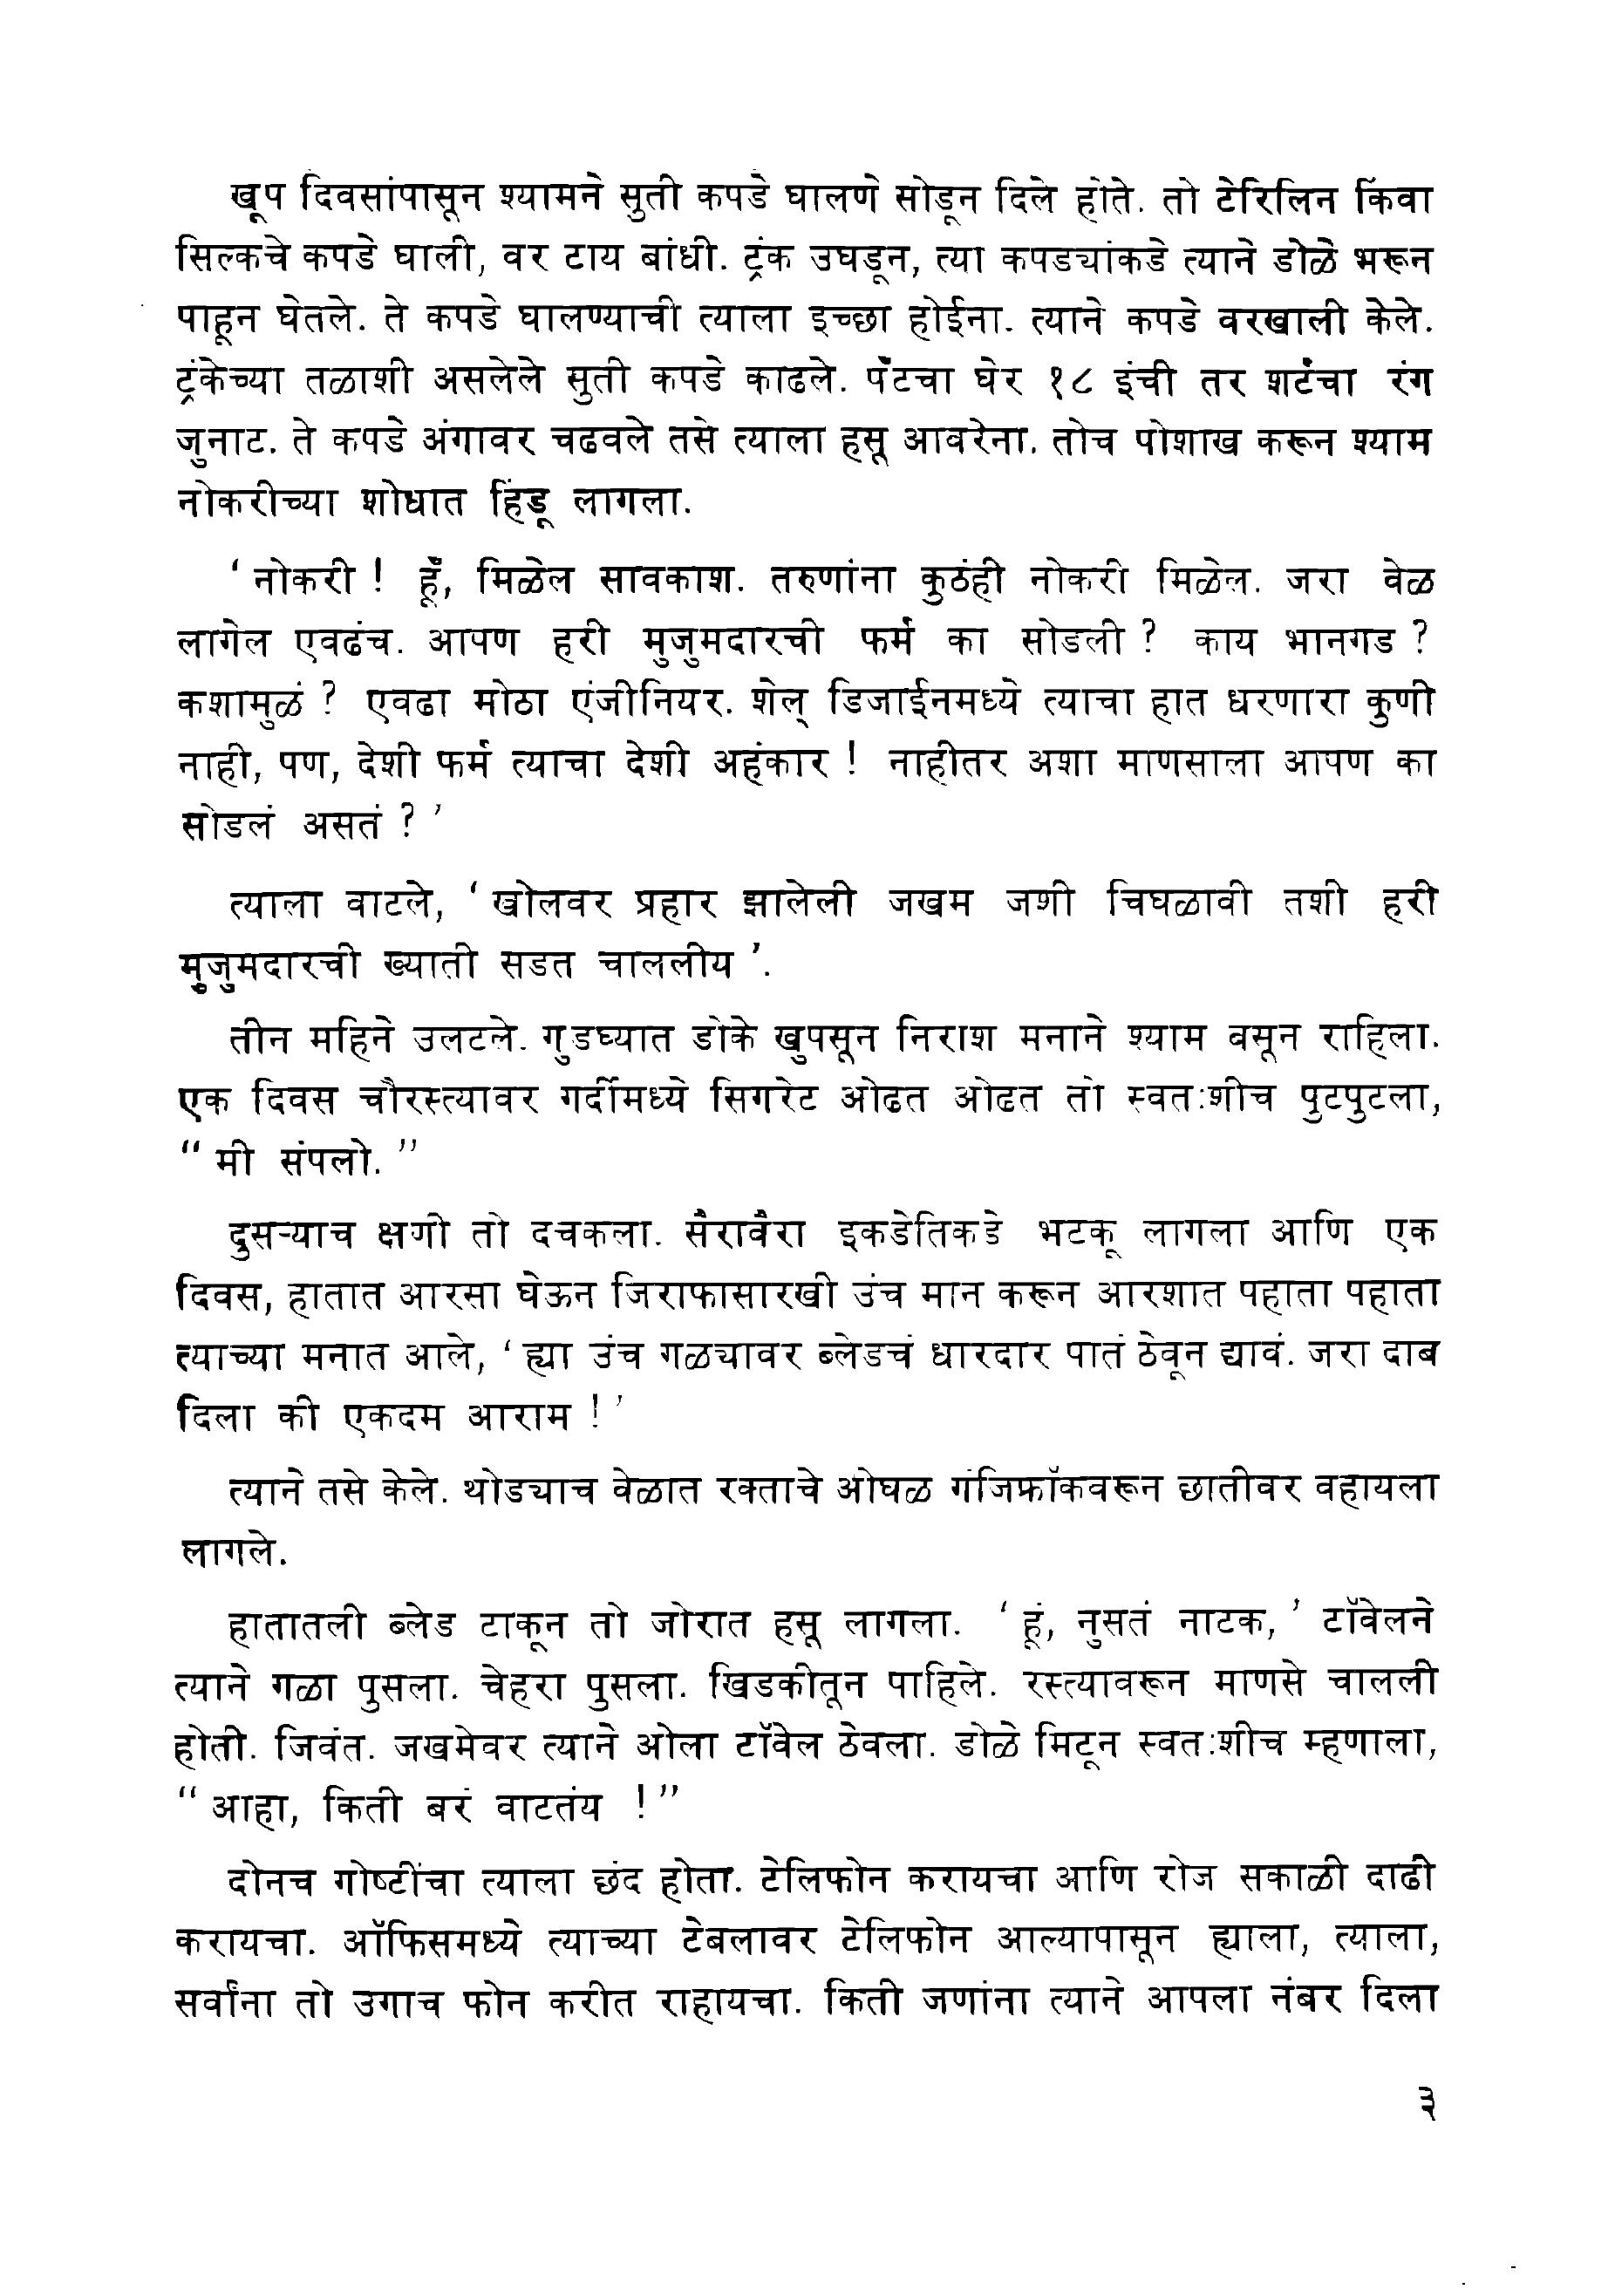 खूप दिवसांपासून श्यामने सुती कपडे घालणे सोडून दिले होते. तो टेरिलिन किंवा
सिल्कचे कपडे घाली, वर टाय बांधी. ट्रंक उघडून, त्या कपड्यांकडे त्याने डोळे भरून
पाहून घेतले. ते कपडे घालण्याची त्याला इच्छा होईना. त्याने कपडे वरखाली केले.
ट्रंकेच्या तळाशी असलेले सुती कपडे काढले. पँटचा घेर १८ इंची तर शर्टचा रंग
जुनाट. ते कपडे अंगावर चढवले तसे त्याला हसू आवरेना. तोच पोशाख करून श्याम
नोकरीच्या शोधात हिंडू लागला.
‘ नोकरी ! हूँ, मिळेल सावकाश. तरुणांना कुठंही नोकरी मिळेल. जरा वेळ
लागेल एवढंच. आपण हरी मुजुमदारची फर्म का सोडली ? काय भानगड ?
कशामुळं ? एवढा मोठा एंजीनियर. शेल् डिजाईनमध्ये त्याचा हात धरणारा कुणी
नाही, पण, देशी फर्म त्याचा देशी अहंकार ! नाहीतर अशा माणसाला आपण का
सोडलं असतं ? ’
त्याला वाटले, ‘ खोलवर प्रहार झालेली जखम जशी चिघळावी तशी हरी
मुजुमदारची ख्याती सडत चाललीय ’.
तीन महिने उलटले. गुडघ्यात डोके खुपसून निराश मनाने श्याम बसून राहिला.
एक दिवस चौरस्त्यावर गर्दीमध्ये सिगरेट ओढत ओढत तो स्वतःशीच पुटपुटला,
“ मी संपलो. ”
दुसऱ्याच क्षणी तो दचकला. सैरावैरा इकडेतिकडे भटकू लागला आणि एक
दिवस, हातात आरसा घेऊन जिराफासारखी उंच मान करून आरशात पहाता पहाता
त्याच्या मनात आले, ‘ ह्या उंच गळ्यावर ब्लेडचं धारदार पातं ठेवून द्यावं. जरा दाब
दिला की एकदम आराम ! ’
त्याने तसे केले. थोड्याच वेळात रक्ताचे ओघळ गंजिफ्रॉकवरून छातीवर वहायला
लागले.
हातातली ब्लेड टाकून तो जोरात हसू लागला. ‘ हूं, नुसतं नाटक, ’ टॉवेलने
त्याने गळा पुसला. चेहरा पुसला. खिडकीतून पाहिले. रस्त्यावरून माणसे चालली
होती. जिवंत. जखमेवर त्याने ओला टॉवेल ठेवला. डोळे मिटून स्वतःशीच म्हणाला,
“ आहा, किती बरं वाटतंय ! ”
दोनच गोष्टींचा त्याला छंद होता. टेलिफोन करायचा आणि रोज सकाळी दाढी
करायचा. ऑफिसमध्ये त्याच्या टेबलावर टेलिफोन आल्यापासून ह्याला, त्याला,
सर्वांना तो उगाच फोन करीत राहायचा. किती जणांना त्याने आपला नंबर दिला
३